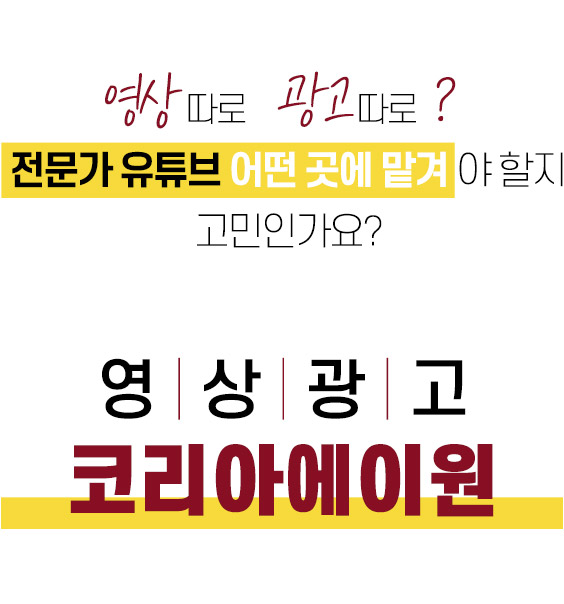 영상 따로 광고 따로 ?
전문가 유튜브 어떤 곳에 맡겨야 할지
고민인가요?
영 | 상 | 광 | 고
코리아에이원